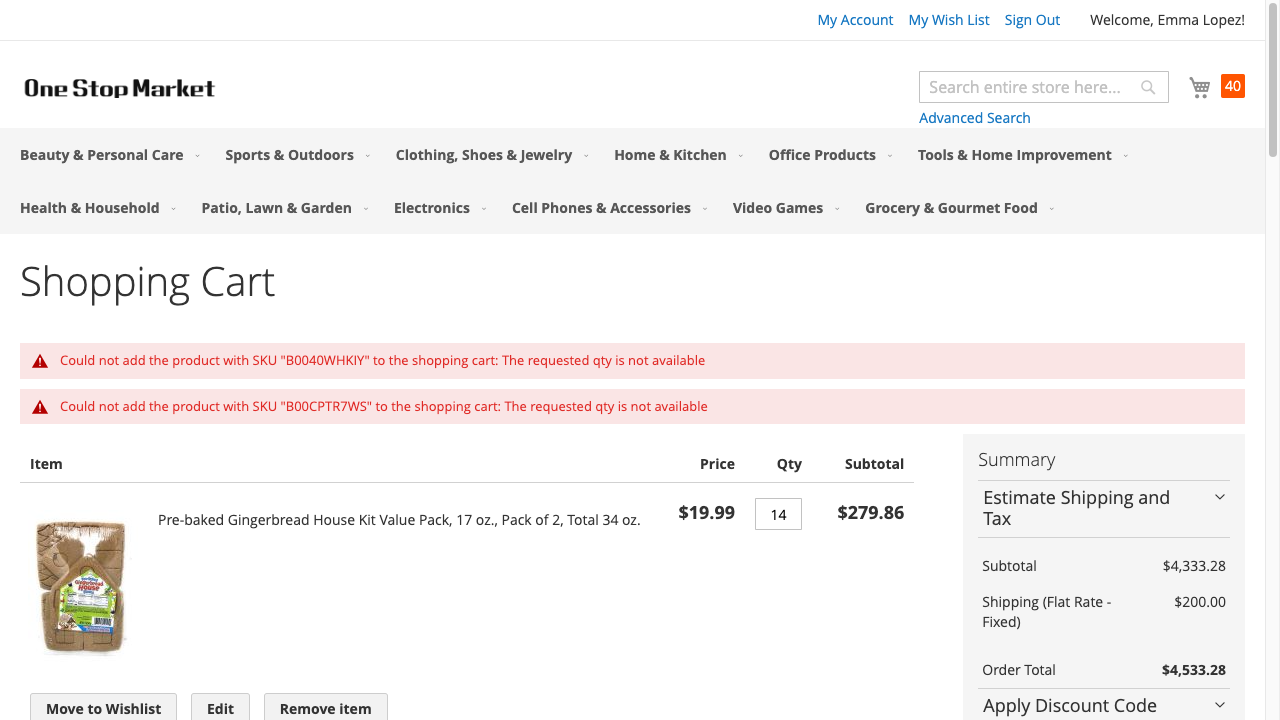 My Account My Wish List Sign Out Welcome, Emma Lopez!
One Stop Market
Search entire store here...
40
Advanced Search
Beauty & Personal Care Sports & Outdoors Clothing, Shoes & Jewelry Home & Kitchen Office Products Tools & Home Improvement
Health & Household Patio, Lawn & Garden Electronics Cell Phones & Accessories Video Games Grocery & Gourmet Food
Shopping Cart
Could not add the product with SKU "B0040WHKIY" to the shopping cart: The requested qty is not available
Could not add the product with SKU "B00CPTR7WS" to the shopping cart: The requested qty is not available
Item Price Qty Subtotal
Pre-baked Gingerbread House Kit Value Pack, 17 oz., Pack of 2, Total 34 oz. $19.99 14 $279.86
Gingerbread
House
Move to Wishlist Edit Remove item
Summary
Estimate Shipping and
Tax
Subtotal $4,333.28
Shipping (Flat Rate - $200.00
Fixed)
Order Total $4,533.28
Apply Discount Code